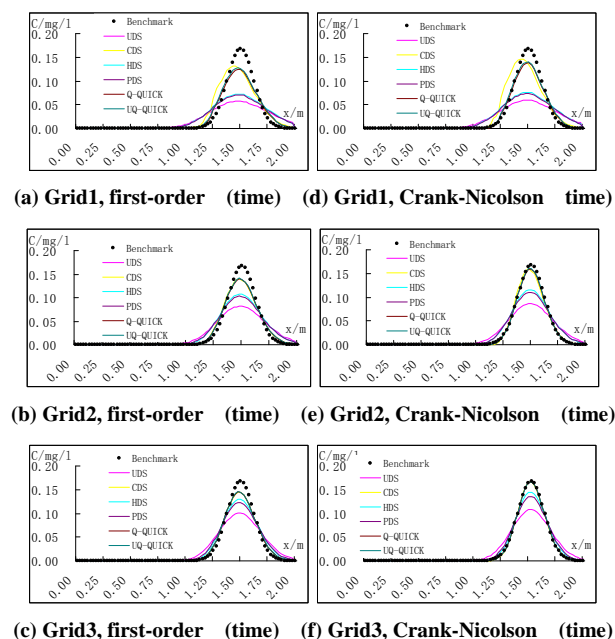 C/mg/l
0.20
0.15
0.10
0.05
0.00
Benchmark
UDS
CDS
HDS
PDS
Q-QUICK
UQ-QUICK
x/m
0.00 0.25 0.50 0.75 1.00 1.25 1.50 1.75 2.00
C/mg/l
0.20
0.15
0.10
0.05
0.00
Benchmark
UDS
CDS
HDS
PDS
Q-QUICK
UQ-QUICK
x/m
0.00 0.25 0.50 0.75 1.00 1.25 1.50 1.75 2.00
(a) Grid1, first-order (time) (d) Grid1, Crank-Nicolson time)
C/mg/l
0.20
0.15
0.10
0.05
0.00
Benchmark
UDS
CDS
HDS
PDS
Q-QUICK
UQ-QUICK
x/m
0.00 0.25 0.50 0.75 1.00 1.25 1.50 1.75 2.00
C/mg/l
0.20
0.15
0.10
0.05
0.00
Benchmark
UDS
CDS
HDS
PDS
Q-QUICK
UQ-QUICK
x/m
0.00 0.25 0.50 0.75 1.00 1.25 1.50 1.75 2.00
(b) Grid2, first-order (time) (e) Grid2, Crank-Nicolson (time)
C/mg/l
0.20
0.15
0.10
0.05
0.00
Benchmark
UDS
CDS
HDS
PDS
Q-QUICK
UQ-QUICK
x/m
0.00 0.25 0.50 0.75 1.00 1.25 1.50 1.75 2.00
C/mg/l
0.20
0.15
0.10
0.05
0.00
Benchmark
UDS
CDS
HDS
PDS
Q-QUICK
UQ-QUICK
x/m
0.00 0.25 0.50 0.75 1.00 1.25 1.50 1.75 2.00
(c) Grid3, first-order (time) (f) Grid3, Crank-Nicolson (time)